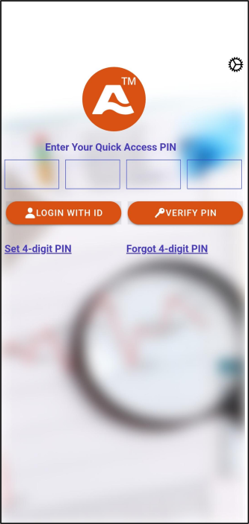 TM
Enter Your Quick Access PIN
LOGIN WITH ID
VERIFY PIN
Set 4-digit PIN
Forgot 4-digit PIN